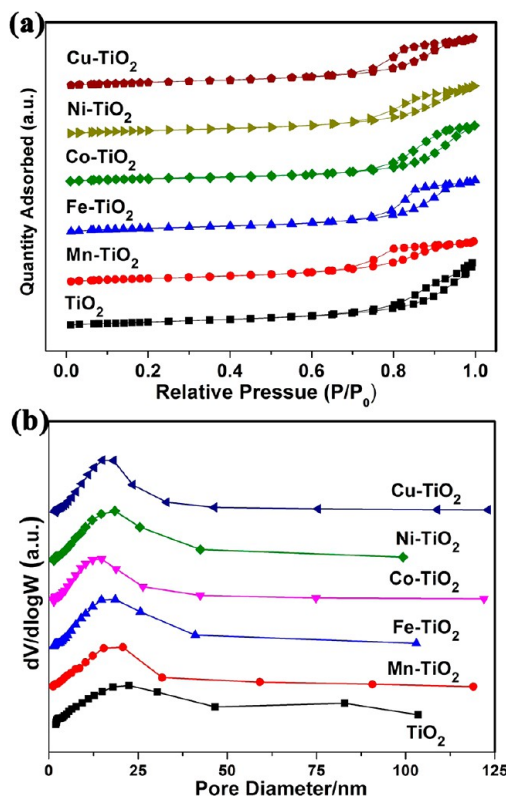 (a)
Cu-TiO₂
Ni-TiO₂
Co-TiO₂
Fe-TiO₂
Mn-TiO₂
TiO₂
Quantity Adsorbed (a.u.)
0.0 0.2 0.4 0.6 0.8 1.0
Relative Pressue (P/P₀)
(b)
Cu-TiO₂
Ni-TiO₂
Co-TiO₂
Fe-TiO₂
Mn-TiO₂
TiO₂
dV/dlogW (a.u.)
0 25 50 75 100 125
Pore Diameter/nm